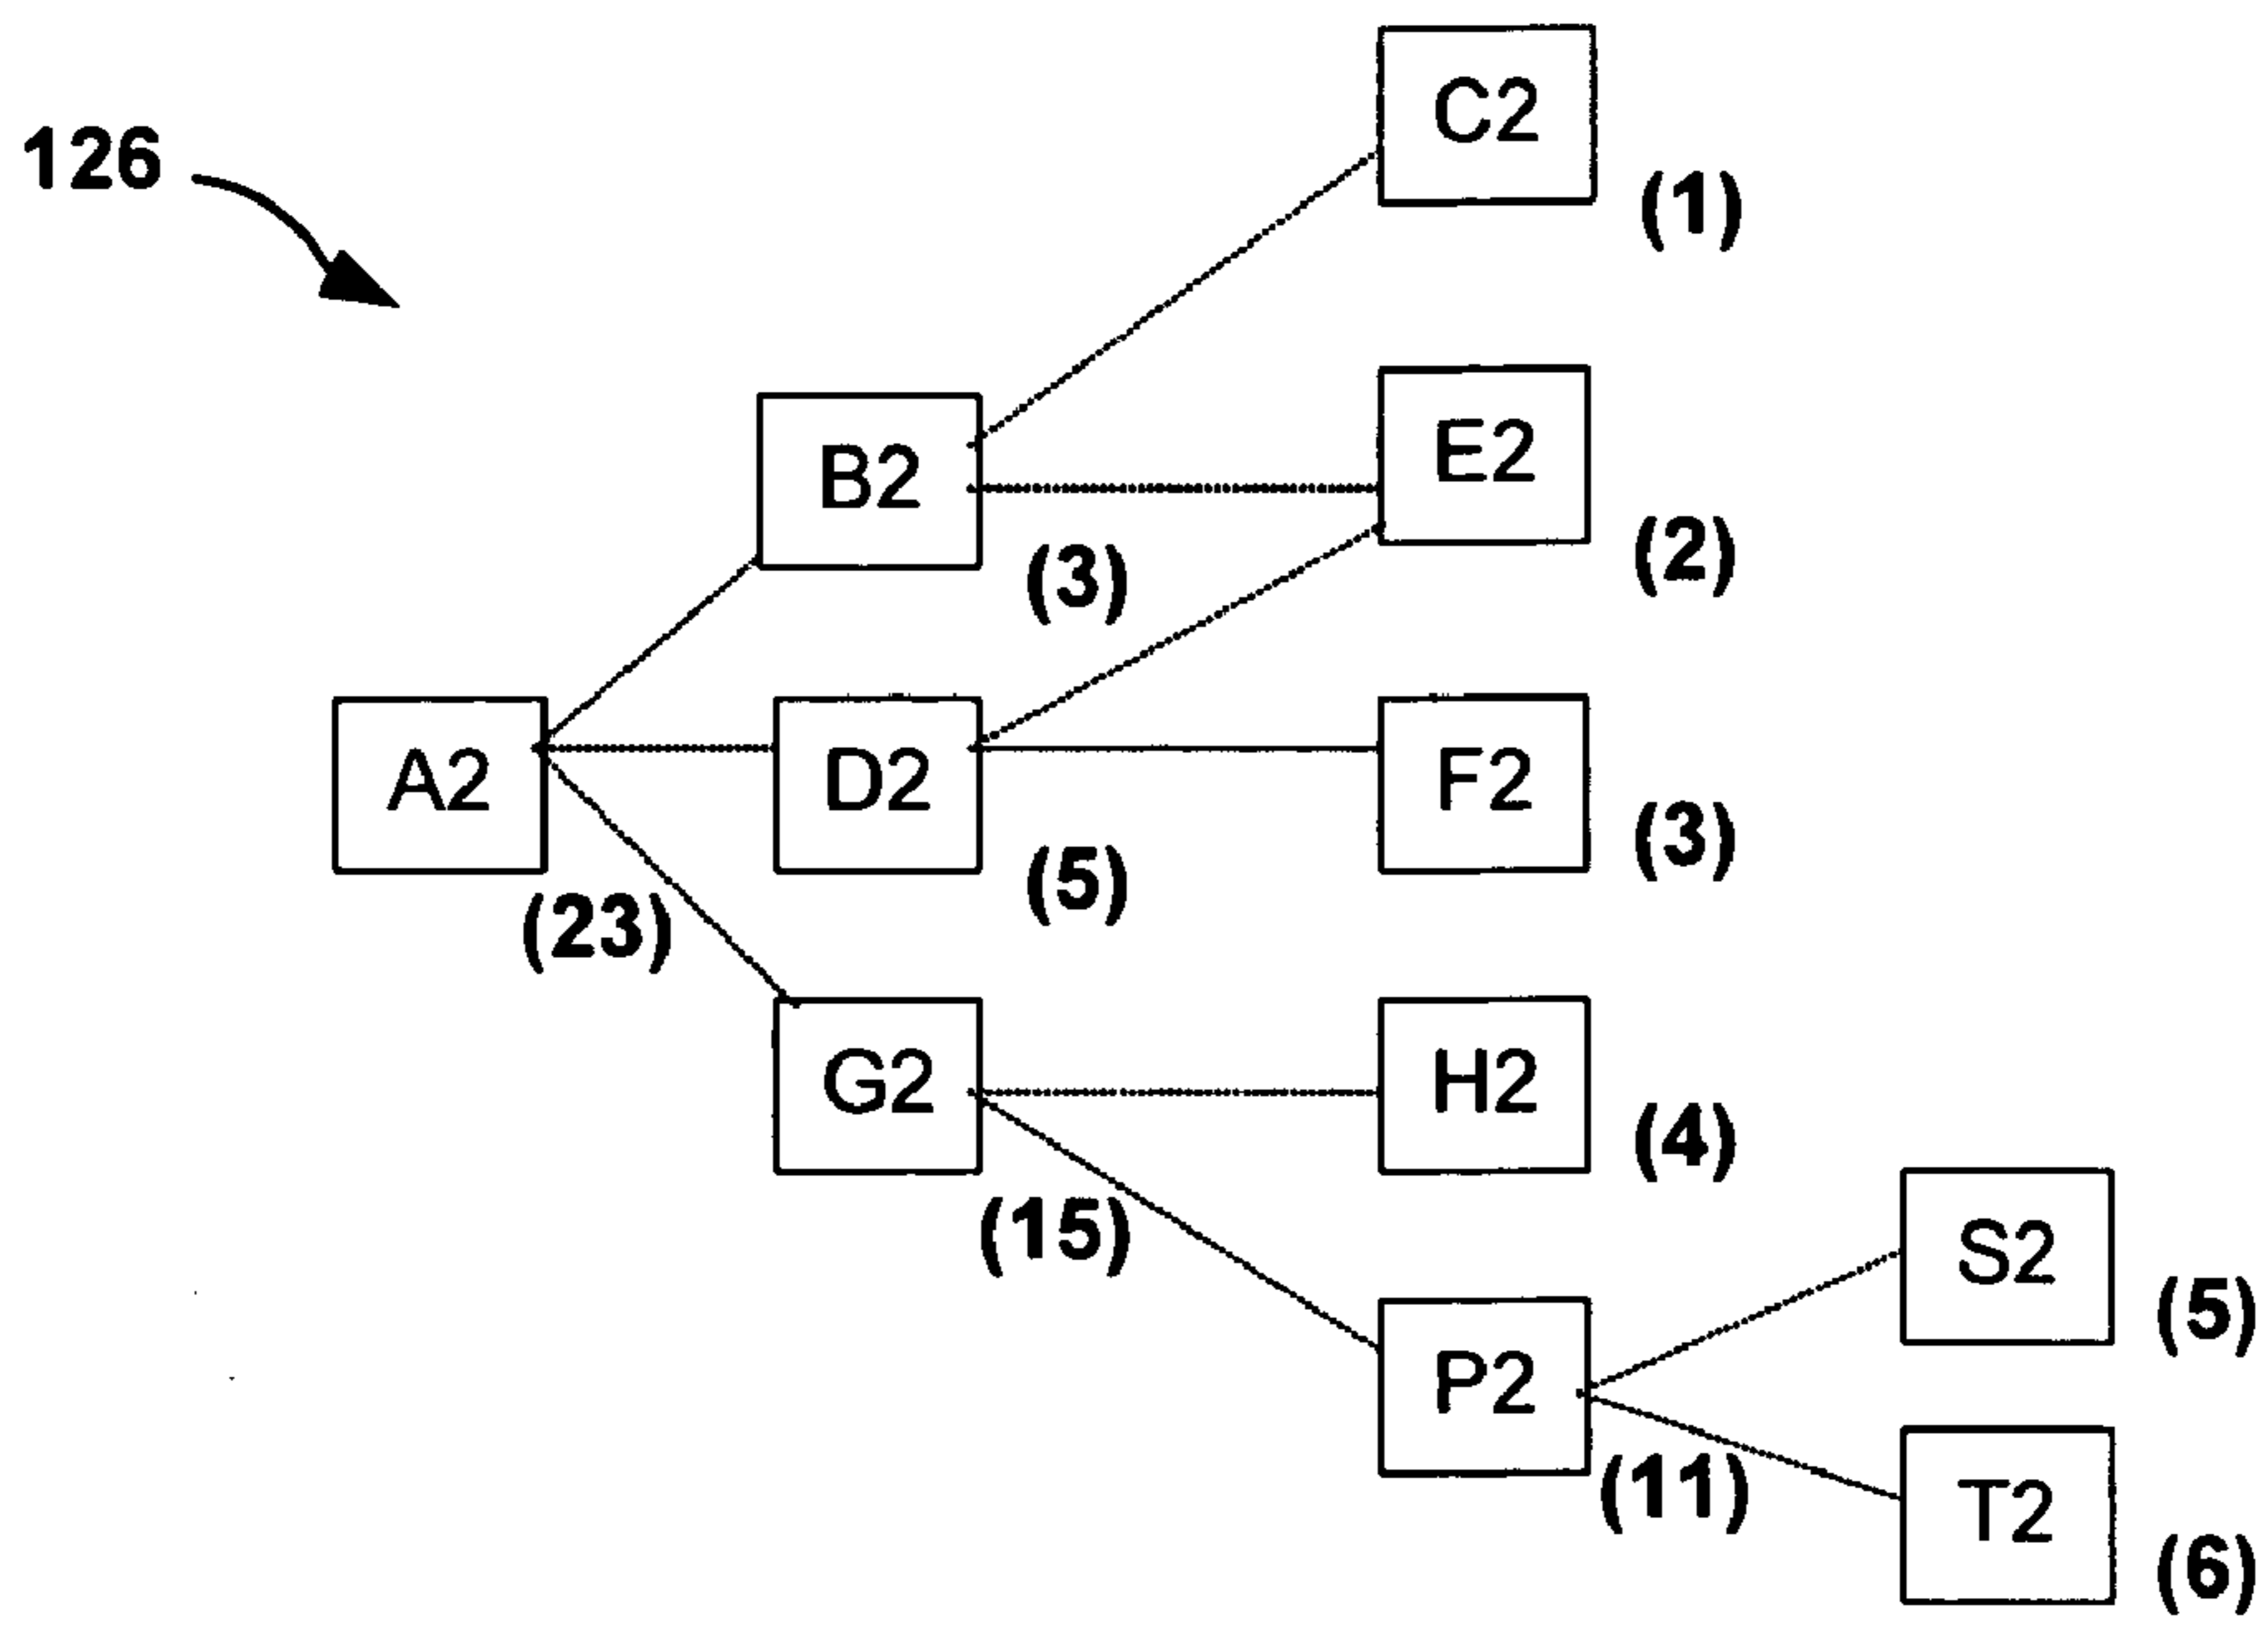 C2
126
(1)
B2
E2
(3)
(2)
A2
D2
F2
(23)
(5)
(3)
G2
H2
(15)
(4)
S2
(5)
P2
(11)
T2
(6)